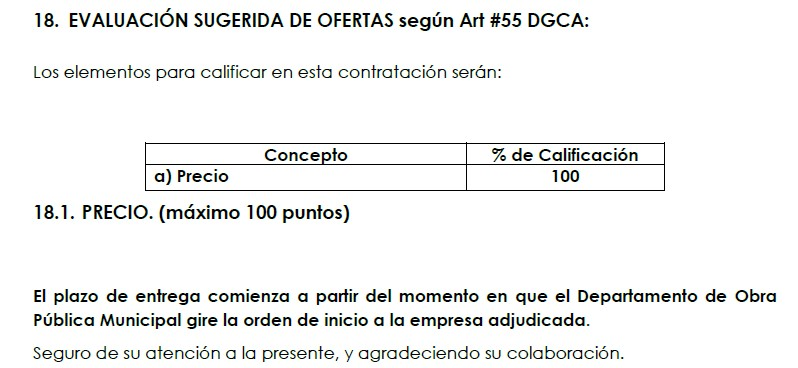 18. EVALUACIÓN SUGERIDA DE OFERTAS según Art #55 DGCA:
Los elementos para calificar en esta contratación serán:
Concepto % de Calificación
a) Precio 100
18.1. PRECIO. (máximo 100 puntos)
El plazo de entrega comienza a partir del momento en que el Departamento de Obra
Pública Municipal gire la orden de inicio a la empresa adjudicada.
Seguro de su atención a la presente, y agradeciendo su colaboración.